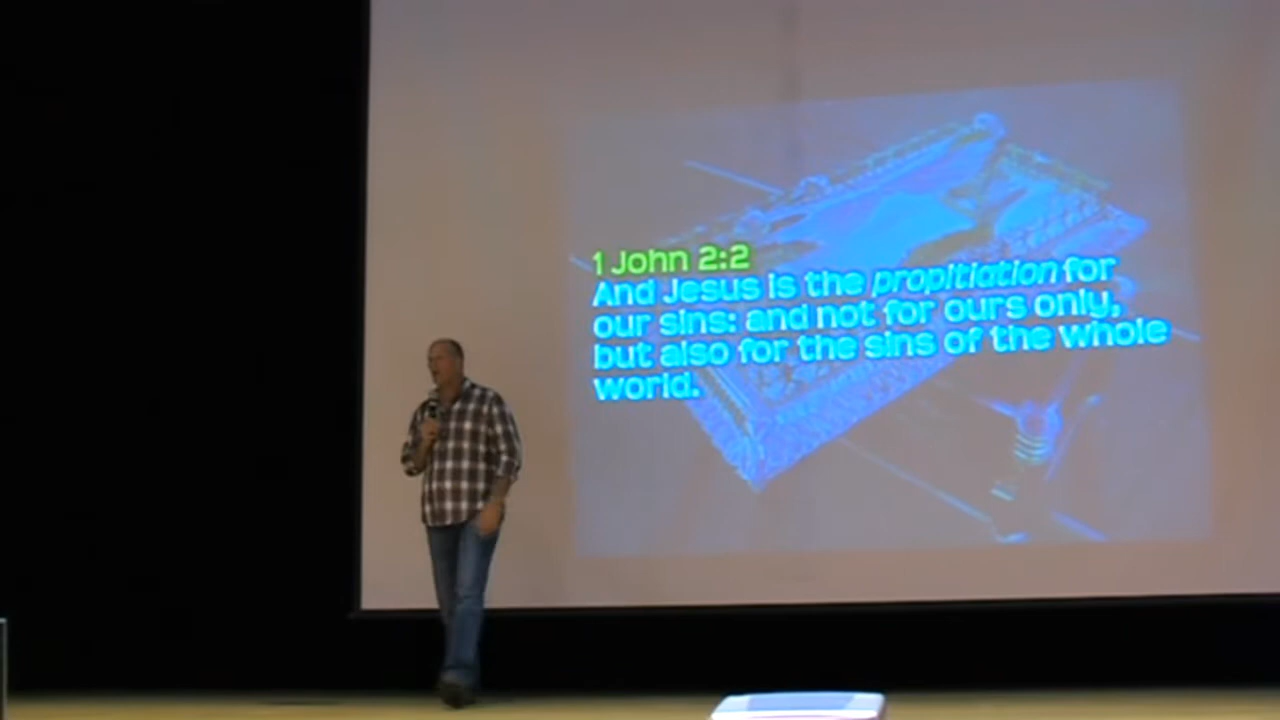 1 John 2:2
And Jesus is the propitiation for
our sins: and not for ours only,
but also for the sins of the whole
world.